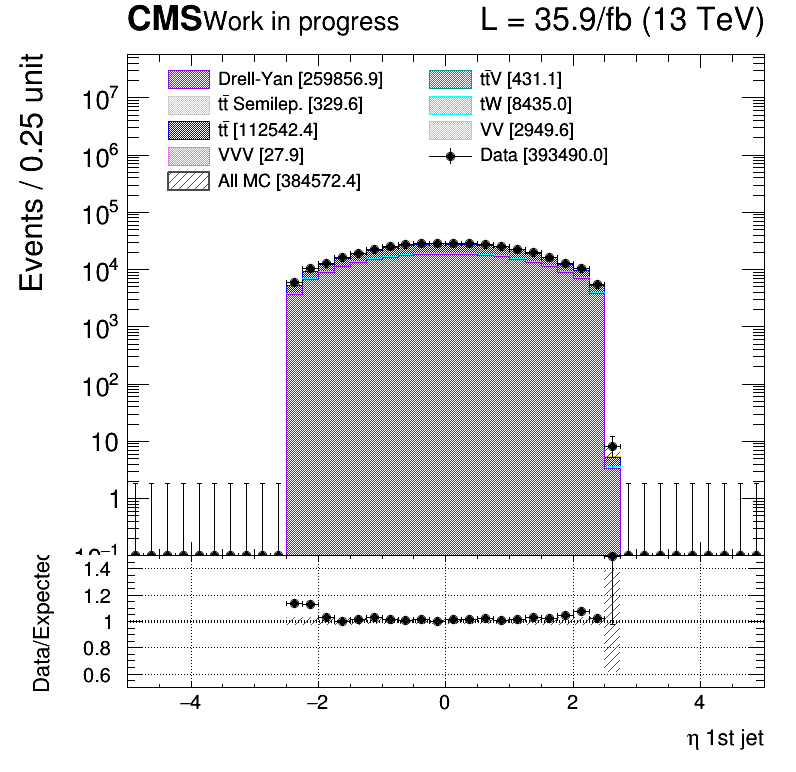 CMS Work in progress L = 35.9/fb (13 TeV)
Events / 0.25 unit
Drell-Yan [259856.9]
tt̄ Semilep. [329.6]
tt̄ [112542.4]
VVV [27.9]
All MC [384572.4]
tt̄V [431.1]
tW [8435.0]
VV [2949.6]
Data [393490.0]
10⁷
10⁶
10⁵
10⁴
10³
10²
10
1
10⁻¹
Data/Expected
1.4
1.2
1
0.8
0.6
−4 −2 0 2 4
η 1st jet